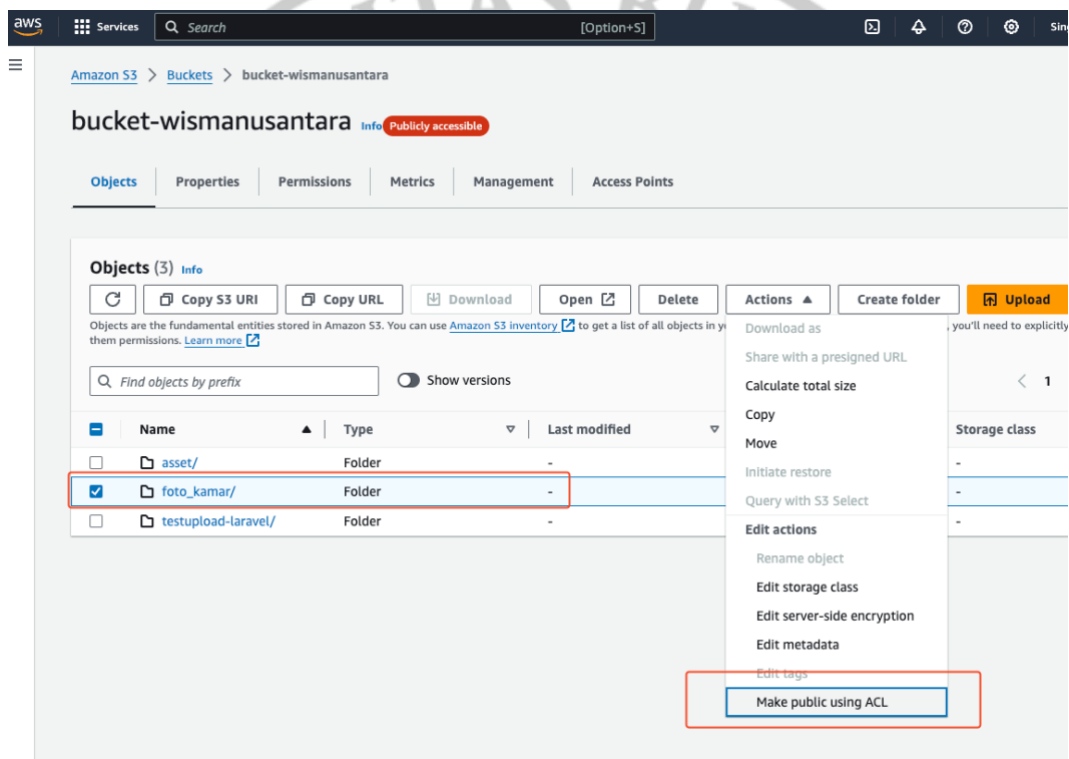 aws Services Search [Option+S]
Amazon S3 > Buckets > bucket-wismanusantara
bucket-wismanusantara Info Publicly accessible
Objects Properties Permissions Metrics Management Access Points
Objects (3) Info
Copy S3 URI Copy URL Download Open Delete Actions Create folder Upload
Objects are the fundamental entities stored in Amazon S3. You can use Amazon S3 inventory to get a list of all objects in , you'll need to explicitly
them permissions. Learn more
Find objects by prefix Show versions 1
Name Type Last modified Storage class
asset/ Folder - -
foto_kamar/ Folder - -
testupload-laravel/ Folder - -
Download as
Share with a presigned URL
Calculate total size
Copy
Move
Initiate restore
Query with S3 Select
Edit actions
Rename object
Edit storage class
Edit server-side encryption
Edit metadata
Edit tags
Make public using ACL